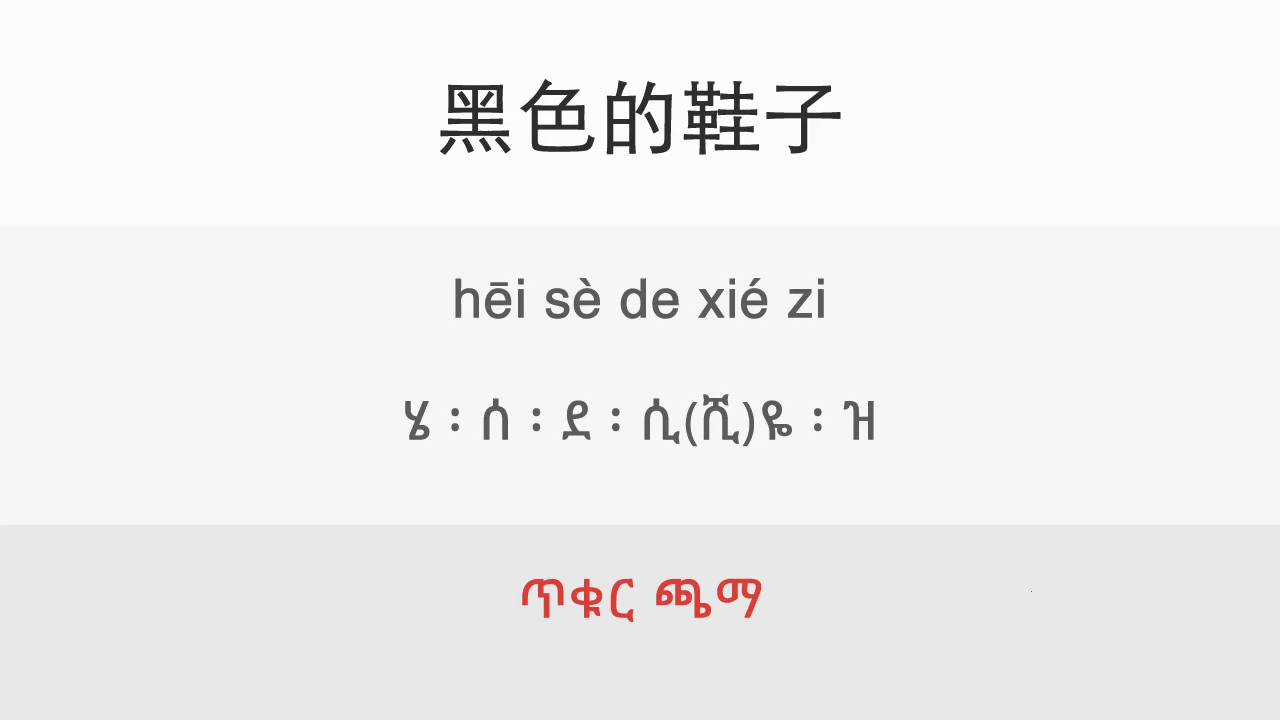 黑色的鞋子
hēi sè de xié zi
ሄ ፡ ሰ ፡ ደ ፡ ሲ(ሺ)ዬ ፡ ዝ
ጥቁር ጫማ